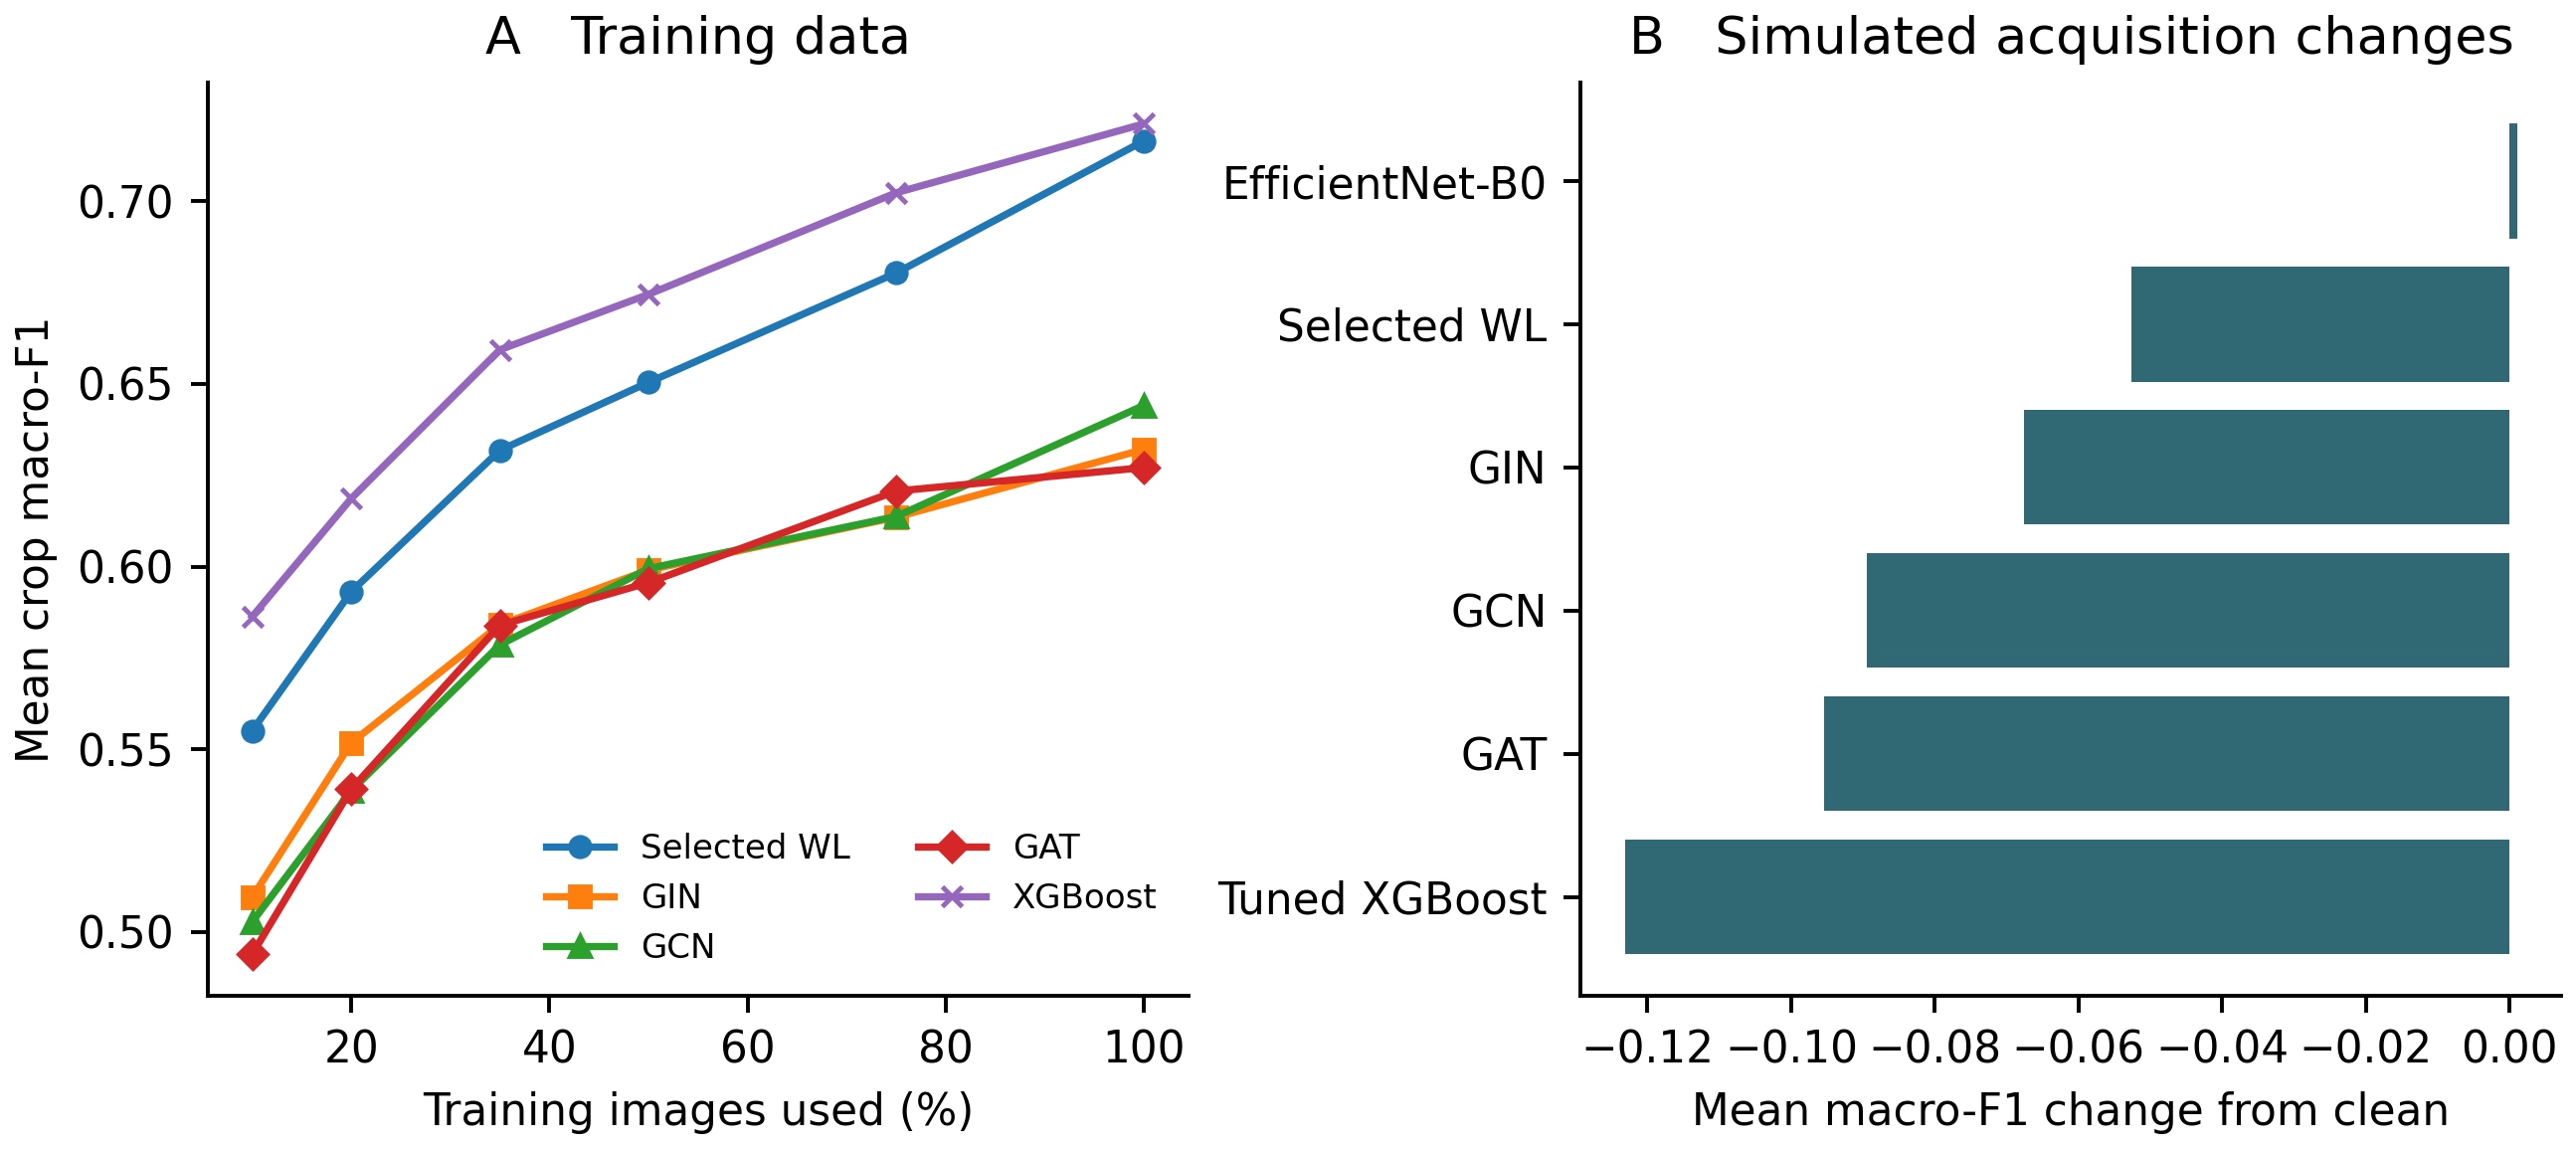 A Training data
Mean crop macro-F1
0.70
0.65
0.60
0.55
0.50
20 40 60 80 100
Training images used (%)
Selected WL
GIN
GCN
GAT
XGBoost
B Simulated acquisition changes
EfficientNet-B0
Selected WL
GIN
GCN
GAT
Tuned XGBoost
−0.12 −0.10 −0.08 −0.06 −0.04 −0.02 0.00
Mean macro-F1 change from clean